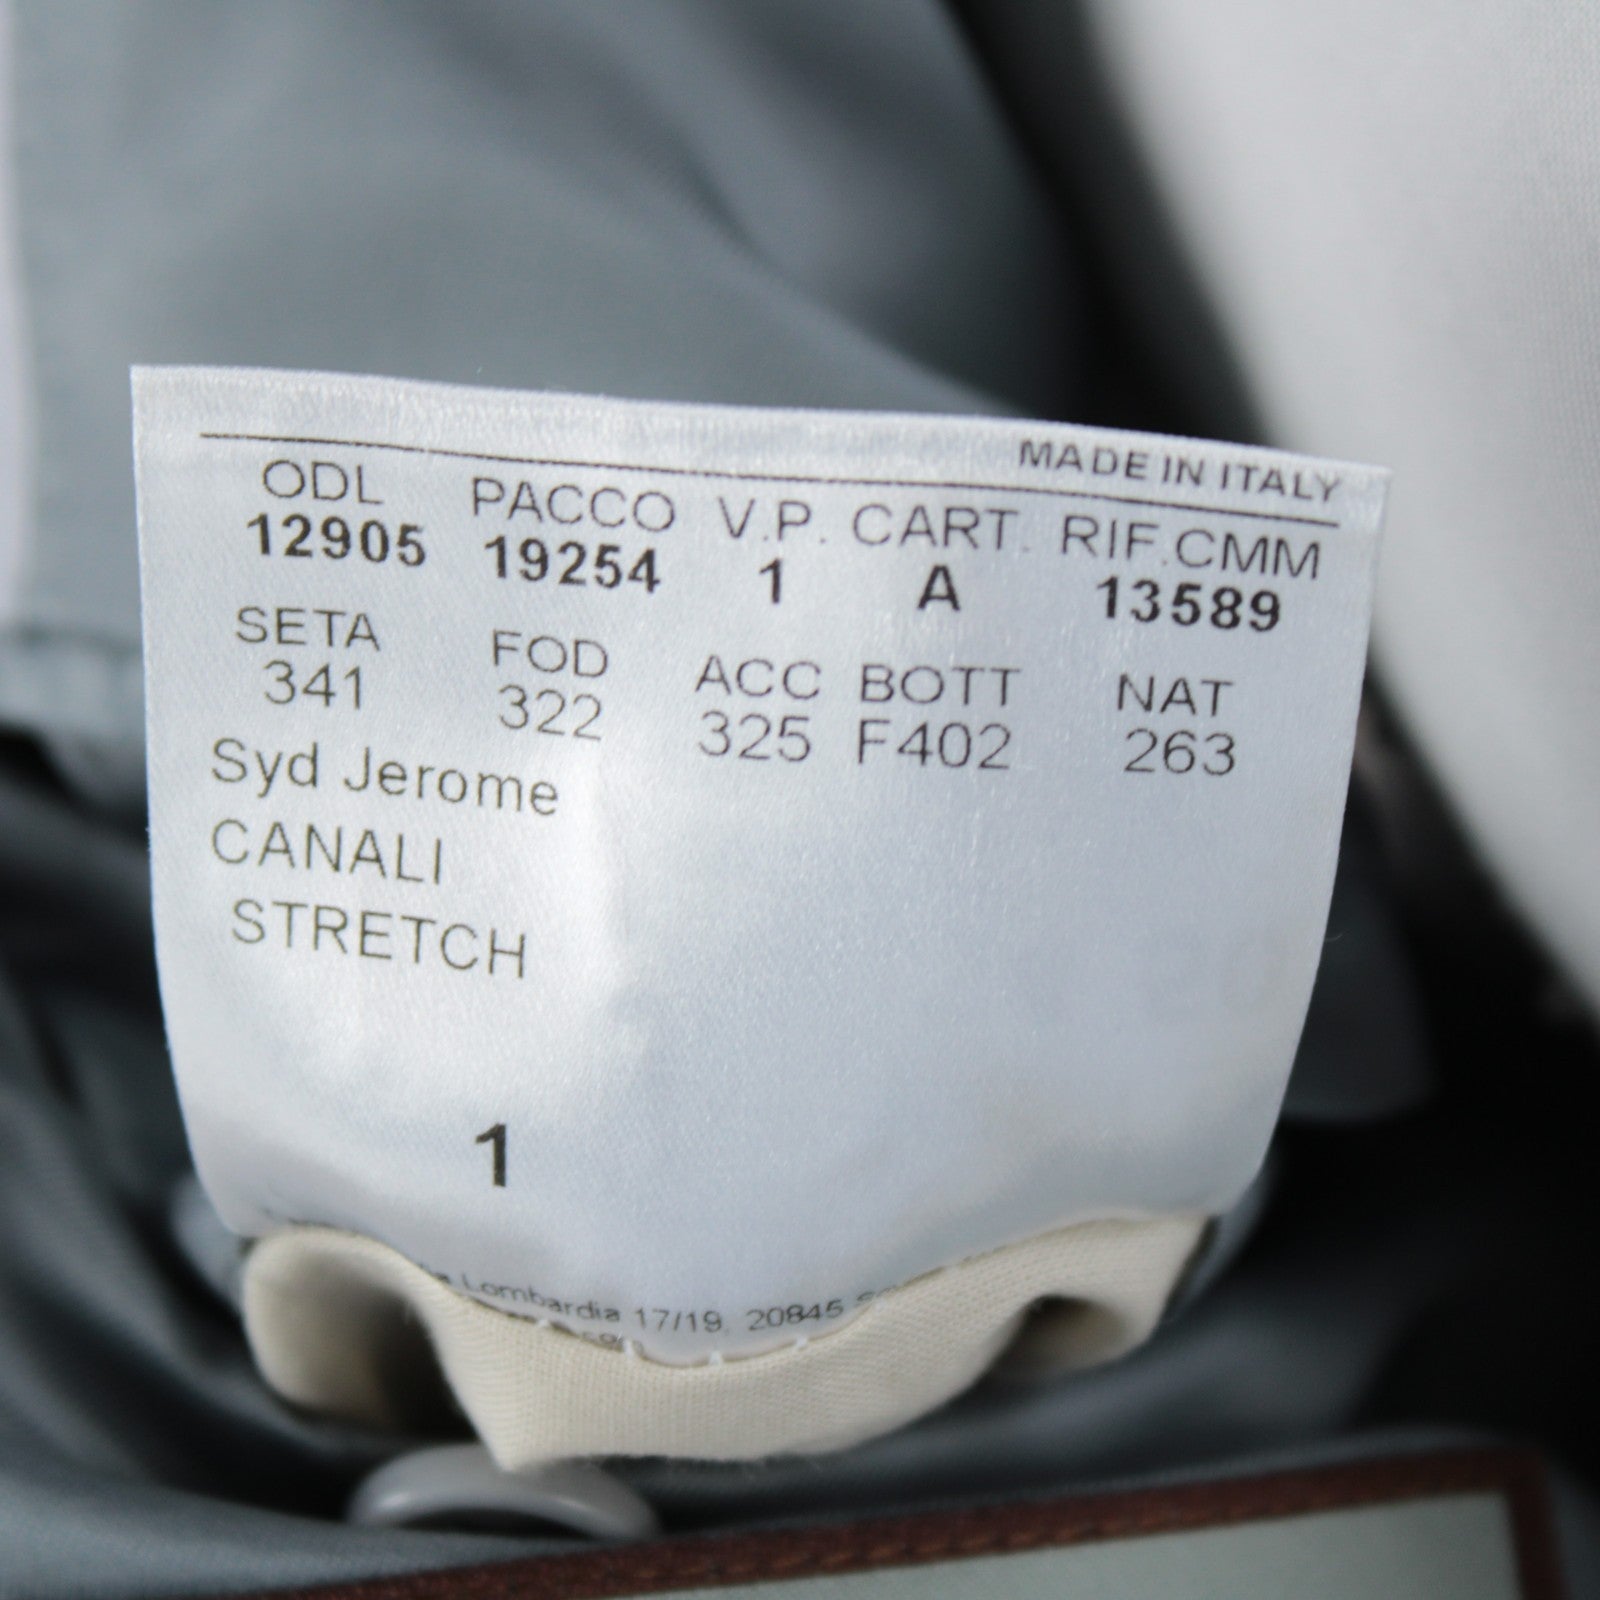 MADE IN ITALY
ODL PACCO V.P. CART. RIF.CMM
12905 19254 1 A 13589
SETA FOD ACC BOTT NAT
341 322 325 F402 263
Syd Jerome
CANALI
STRETCH
1
Lombardia 17/19, 20845